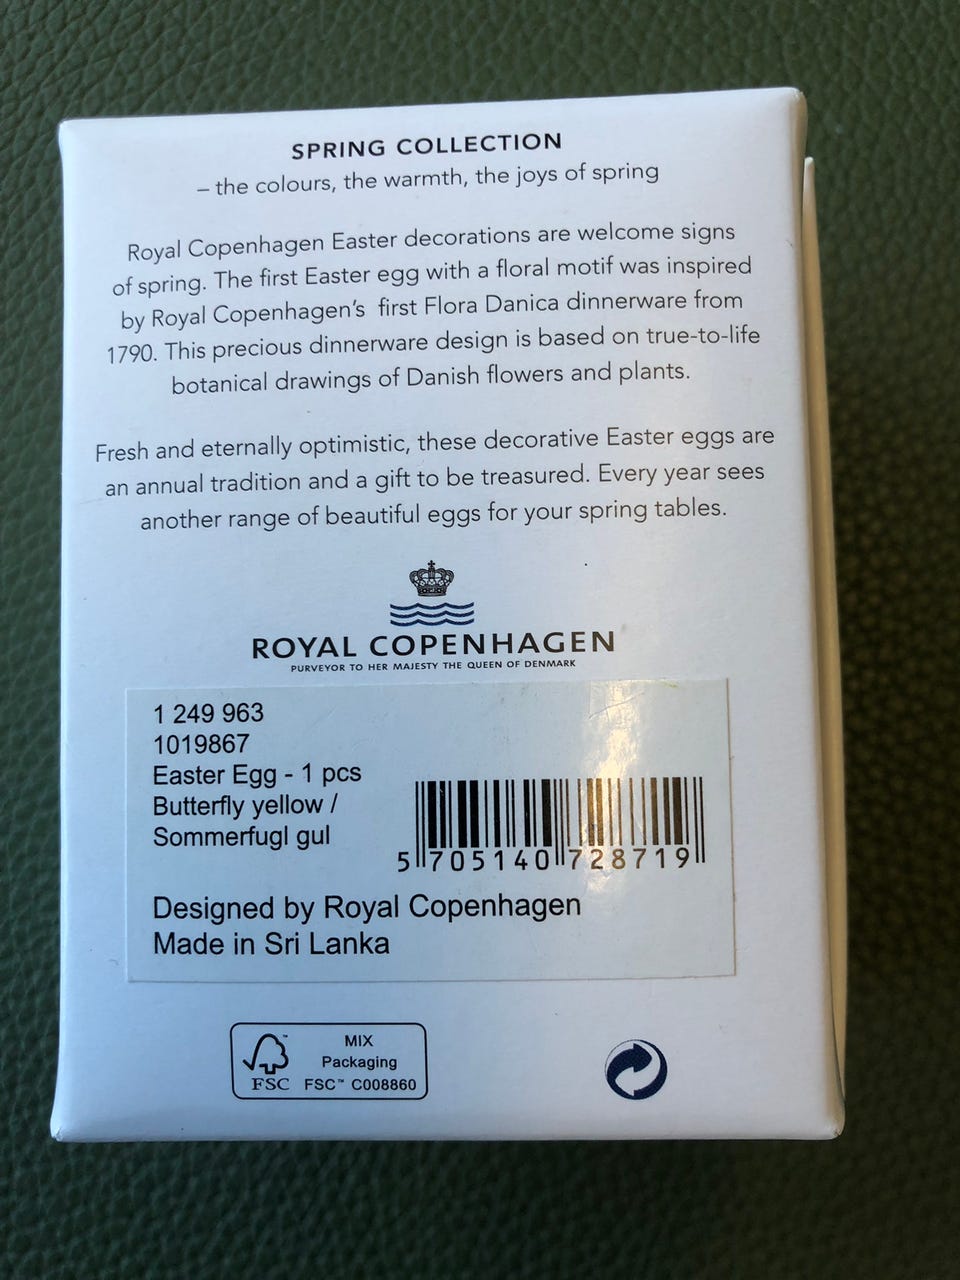 SPRING COLLECTION
– the colours, the warmth, the joys of spring
Royal Copenhagen Easter decorations are welcome signs
of spring. The first Easter egg with a floral motif was inspired
by Royal Copenhagen's first Flora Danica dinnerware from
1790. This precious dinnerware design is based on true-to-life
botanical drawings of Danish flowers and plants.
Fresh and eternally optimistic, these decorative Easter eggs are
an annual tradition and a gift to be treasured. Every year sees
another range of beautiful eggs for your spring tables.
ROYAL COPENHAGEN
PURVEYOR TO HER MAJESTY THE QUEEN OF DENMARK
1 249 963
1019867
Easter Egg - 1 pcs
Butterfly yellow /
Sommerfugl gul
5 705140 728719
Designed by Royal Copenhagen
Made in Sri Lanka
MIX
Packaging
FSC FSC™ C008860